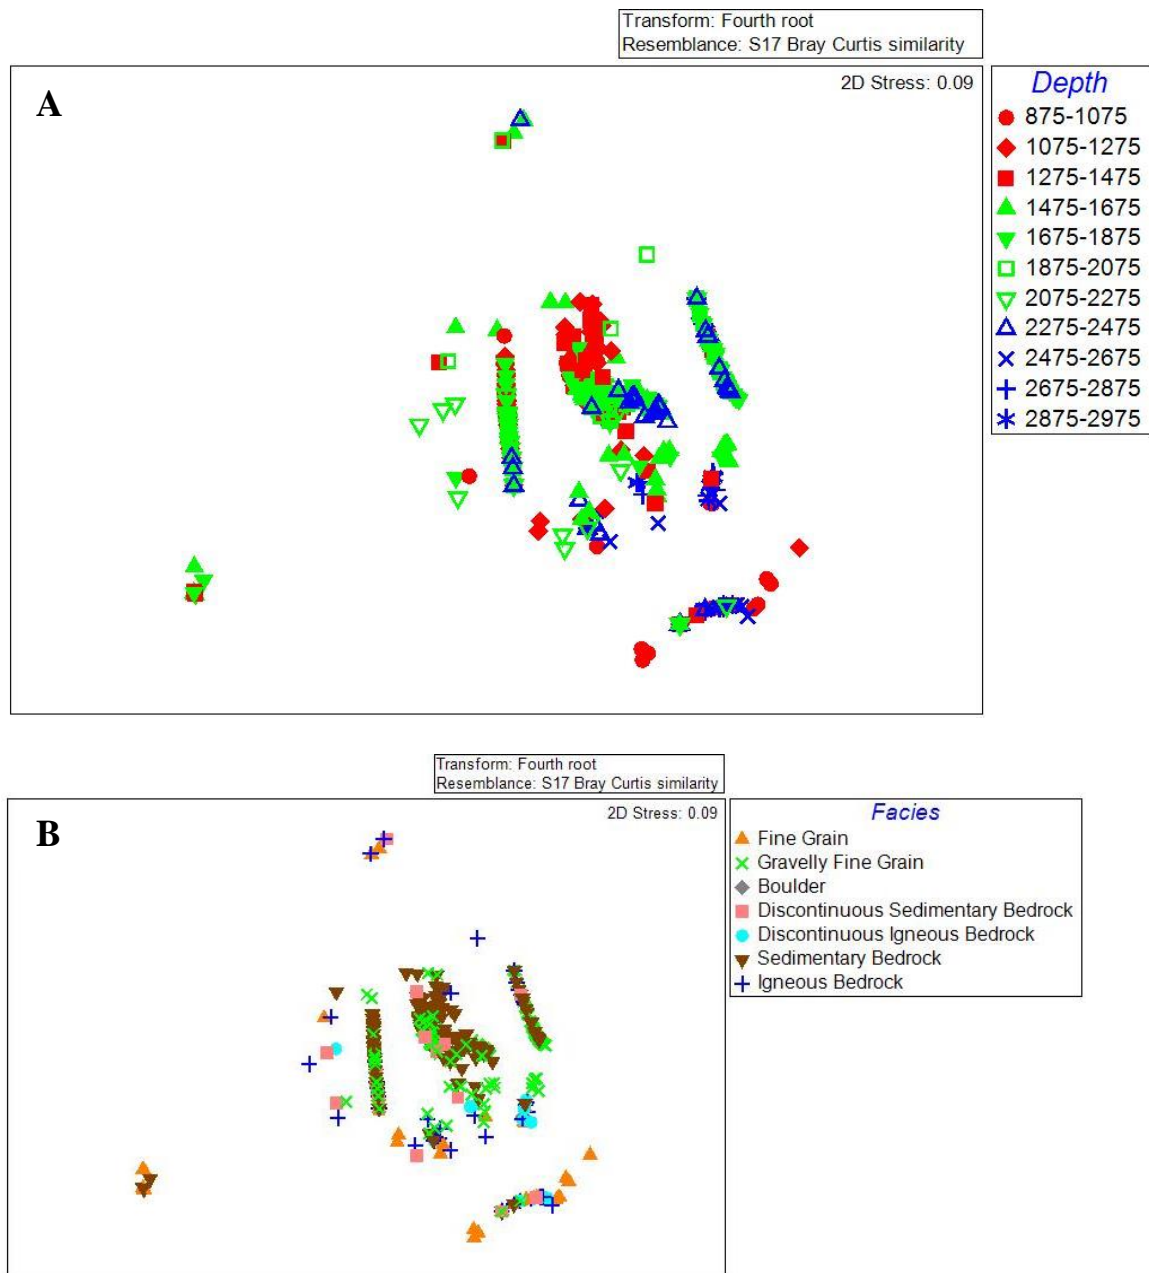 Transform: Fourth root
Resemblance: S17 Bray Curtis similarity
A
2D Stress: 0.09
Depth
875-1075
1075-1275
1275-1475
1475-1675
1675-1875
1875-2075
2075-2275
2275-2475
2475-2675
2675-2875
2875-2975
Transform: Fourth root
Resemblance: S17 Bray Curtis similarity
B
2D Stress: 0.09
Facies
Fine Grain
Gravelly Fine Grain
Boulder
Discontinuous Sedimentary Bedrock
Discontinuous Igneous Bedrock
Sedimentary Bedrock
Igneous Bedrock